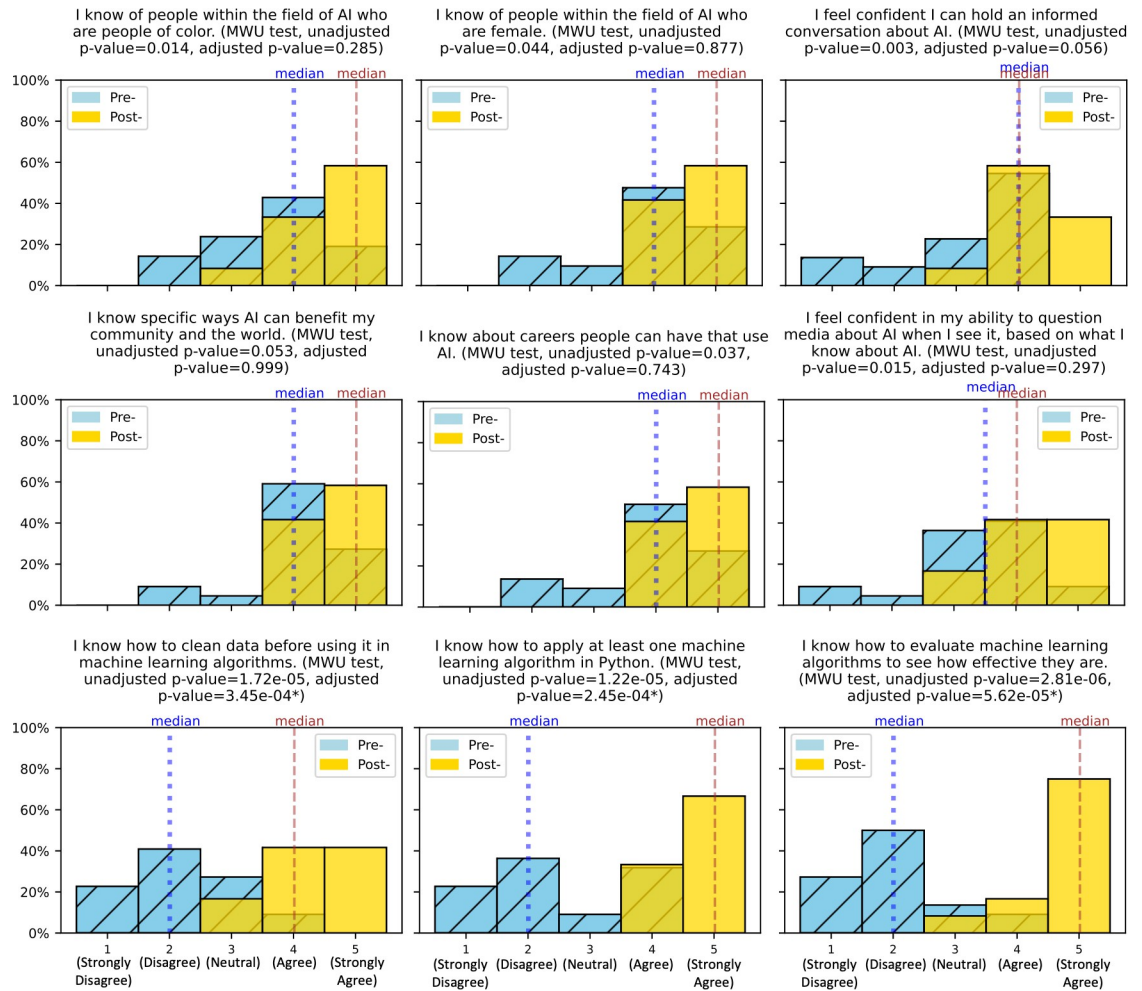 I know of people within the field of AI who
are people of color. (MWU test, unadjusted
p-value=0.014, adjusted p-value=0.285)
I know of people within the field of AI who
are female. (MWU test, unadjusted
p-value=0.044, adjusted p-value=0.877)
I feel confident I can hold an informed
conversation about AI. (MWU test, unadjusted
p-value=0.003, adjusted p-value=0.056)
median
median
median
median
median
median
100%
80%
60%
40%
20%
0%
Pre-
Post-
Pre-
Post-
Pre-
Post-
I know specific ways AI can benefit my
community and the world. (MWU test,
unadjusted p-value=0.053, adjusted
p-value=0.999)
I know about careers people can have that use
AI. (MWU test, unadjusted p-value=0.037,
adjusted p-value=0.743)
I feel confident in my ability to question
media about AI when I see it, based on what I
know about AI. (MWU test, unadjusted
p-value=0.015, adjusted p-value=0.297)
median
median
median
median
median
median
100%
80%
60%
40%
20%
0%
Pre-
Post-
Pre-
Post-
Pre-
Post-
I know how to clean data before using it in
machine learning algorithms. (MWU test,
unadjusted p-value=1.72e-05, adjusted
p-value=3.45e-04*)
I know how to apply at least one machine
learning algorithm in Python. (MWU test,
unadjusted p-value=1.22e-05, adjusted
p-value=2.45e-04*)
I know how to evaluate machine learning
algorithms to see how effective they are.
(MWU test, unadjusted p-value=2.81e-06,
adjusted p-value=5.62e-05*)
median
median
median
median
median
median
100%
80%
60%
40%
20%
0%
Pre-
Post-
Pre-
Post-
Pre-
Post-
1 2 3 4 5
(Strongly Disagree) (Disagree) (Neutral) (Agree) (Strongly Agree)
1 2 3 4 5
(Strongly Disagree) (Disagree) (Neutral) (Agree) (Strongly Agree)
1 2 3 4 5
(Strongly Disagree) (Disagree) (Neutral) (Agree) (Strongly Agree)